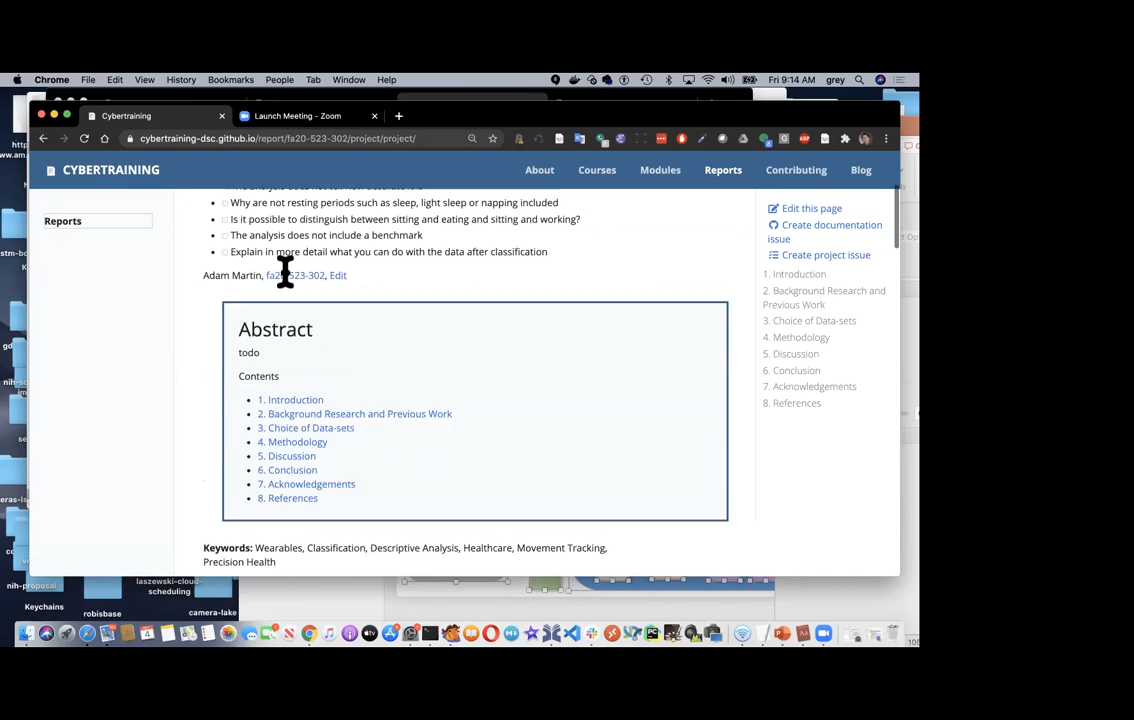 Chrome File Edit View History Bookmarks People Tab Window Help
Fri 9:14 AM grey
Cybertraining
Launch Meeting - Zoom
cybertraining-dsc.github.io/report/fa20-523-302/project/project/
CYBERTRAINING
About Courses Modules Reports Contributing Blog
Reports
Why are not resting periods such as sleep, light sleep or napping included
Is it possible to distinguish between sitting and eating and sitting and working?
The analysis does not include a benchmark
Explain in more detail what you can do with the data after classification
Adam Martin, fa20-523-302, Edit
Abstract
todo
Contents
1. Introduction
2. Background Research and Previous Work
3. Choice of Data-sets
4. Methodology
5. Discussion
6. Conclusion
7. Acknowledgements
8. References
Keywords: Wearables, Classification, Descriptive Analysis, Healthcare, Movement Tracking,
Precision Health
Edit this page
Create documentation
issue
Create project issue
1. Introduction
2. Background Research and
Previous Work
3. Choice of Data-sets
4. Methodology
5. Discussion
6. Conclusion
7. Acknowledgements
8. References
nih-proposal
Keychains
robisbase
laszewski-cloud-
scheduling
camera-lake